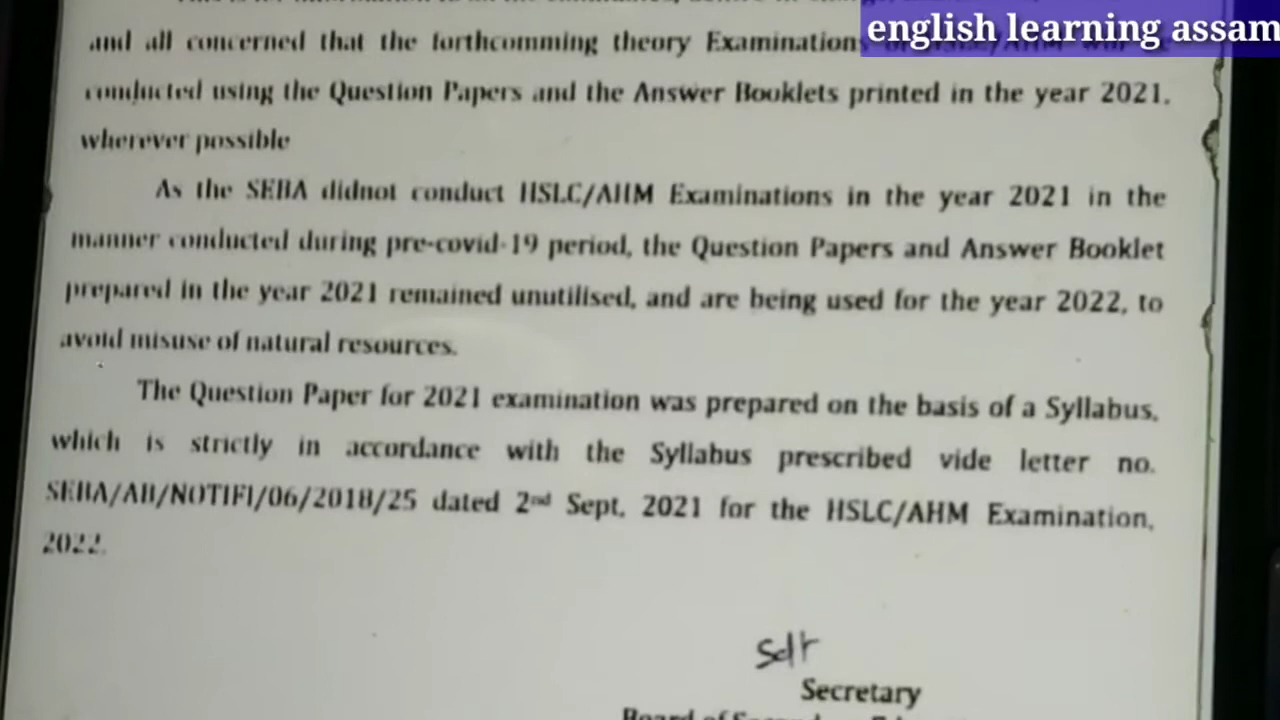 english learning assam
and all concerned that the forthcomming theory Examinations
conducted using the Question Papers and the Answer Booklets printed in the year 2021,
wherever possible
As the SEBA didnot conduct HSLC/AHM Examinations in the year 2021 in the
manner conducted during pre-covid-19 period, the Question Papers and Answer Booklet
prepared in the year 2021 remained unutilised, and are being used for the year 2022, to
avoid misuse of natural resources.
The Question Paper for 2021 examination was prepared on the basis of a Syllabus,
which is strictly in accordance with the Syllabus prescribed vide letter no.
SEBA/AB/NOTIFI/06/2018/25 dated 2nd Sept, 2021 for the HSLC/AHM Examination,
2022.
Secretary
Board of